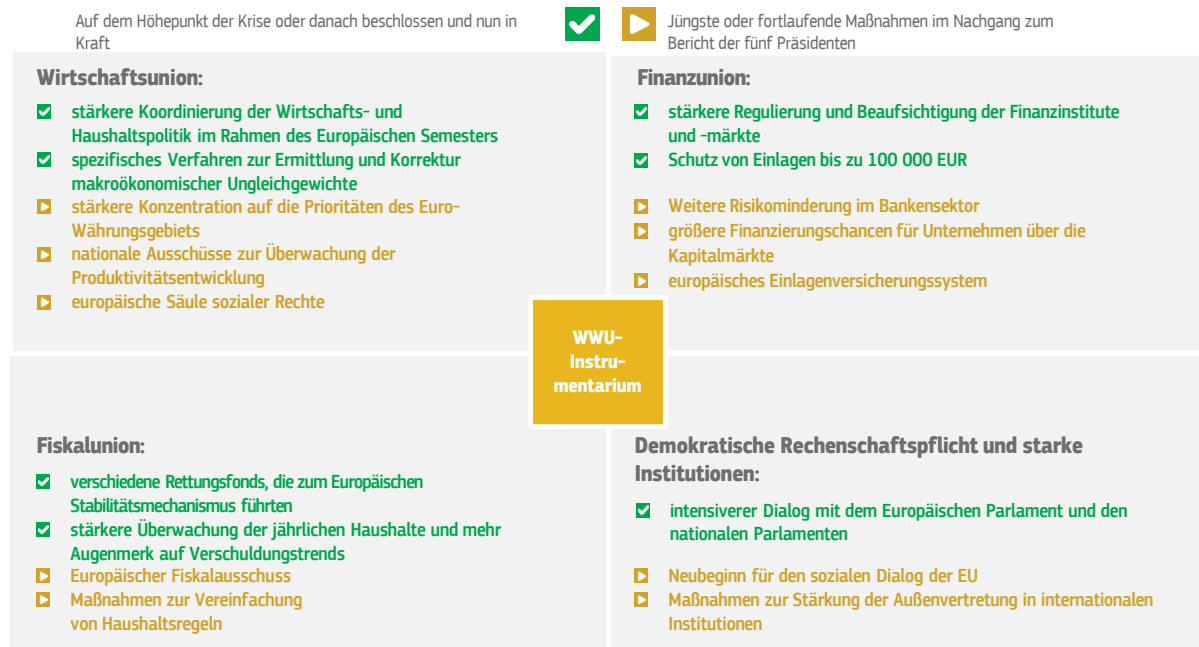 Auf dem Höhepunkt der Krise oder danach beschlossen und nun in
Kraft
Jüngste oder fortlaufende Maßnahmen im Nachgang zum
Bericht der fünf Präsidenten
Wirtschaftsunion:
stärkere Koordinierung der Wirtschafts- und
Haushaltspolitik im Rahmen des Europäischen Semesters
spezifisches Verfahren zur Ermittlung und Korrektur
makroökonomischer Ungleichgewichte
stärkere Konzentration auf die Prioritäten des Euro-
Währungsgebiets
nationale Ausschüsse zur Überwachung der
Produktivitätsentwicklung
europäische Säule sozialer Rechte
Finanzunion:
stärkere Regulierung und Beaufsichtigung der Finanzinstitute
und -märkte
Schutz von Einlagen bis zu 100 000 EUR
Weitere Risikominderung im Bankensektor
größere Finanzierungschancen für Unternehmen über die
Kapitalmärkte
europäisches Einlagenversicherungssystem
WWU-
Instru-
mentarium
Fiskalunion:
verschiedene Rettungsfonds, die zum Europäischen
Stabilitätsmechanismus führten
stärkere Überwachung der jährlichen Haushalte und mehr
Augenmerk auf Verschuldungstrends
Europäischer Fiskalausschuss
Maßnahmen zur Vereinfachung
von Haushaltsregeln
Demokratische Rechenschaftspflicht und starke
Institutionen:
intensiverer Dialog mit dem Europäischen Parlament und den
nationalen Parlamenten
Neubeginn für den sozialen Dialog der EU
Maßnahmen zur Stärkung der Außenvertretung in internationalen
Institutionen